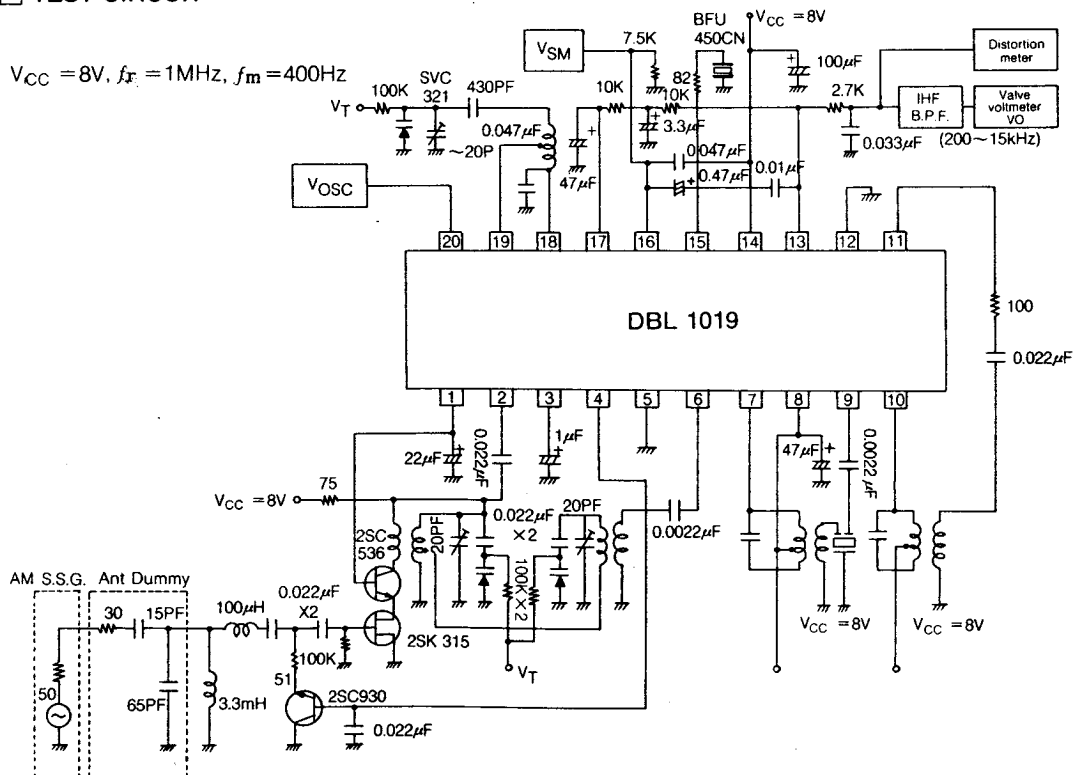 TEST CIRCUIT
VCC = 8V, fr = 1MHz, fm = 400Hz
VCC = 8V
BFU
450CN
VSM
7.5K
100μF
Distortion
meter
SVC
321
430PF
100K
VT
10K
82
10K
2.7K
IHF
B.P.F.
Valve
voltmeter
VO
(200~15kHz)
3.3μF
0.033μF
~20P
0.047μF
0.047μF
0.01μF
47μF
0.47μF
VOSC
20
19
18
17
16
15
14
13
12
11
DBL 1019
100
0.022μF
1
2
3
4
5
6
7
8
9
10
22μF
0.022μF
1μF
47μF
0.0022μF
VCC = 8V
75
2SC
536
20PF
0.022μF
X2
20PF
0.0022μF
100KX2
AM S.S.G.
Ant Dummy
30
15PF
100μH
0.022μF
X2
2SK 315
100K
VT
VCC = 8V
VCC = 8V
50
65PF
3.3mH
51
2SC930
0.022μF